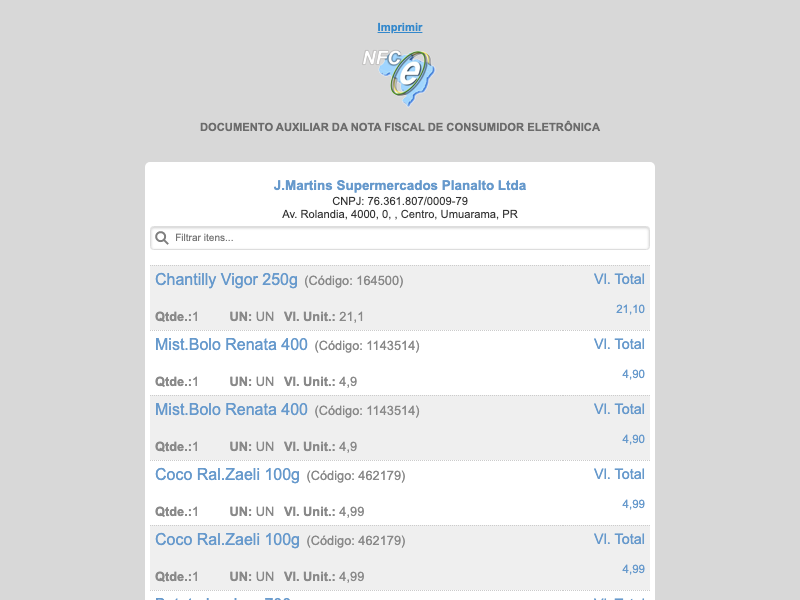 Imprimir
NFC e
DOCUMENTO AUXILIAR DA NOTA FISCAL DE CONSUMIDOR ELETRÔNICA
J.Martins Supermercados Planalto Ltda
CNPJ: 76.361.807/0009-79
Av. Rolandia, 4000, 0, , Centro, Umuarama, PR
Filtrar itens...
Chantilly Vigor 250g (Código: 164500) Vl. Total
21,10
Qtde.:1 UN: UN Vl. Unit.: 21,1
Mist.Bolo Renata 400 (Código: 1143514) Vl. Total
4,90
Qtde.:1 UN: UN Vl. Unit.: 4,9
Mist.Bolo Renata 400 (Código: 1143514) Vl. Total
4,90
Qtde.:1 UN: UN Vl. Unit.: 4,9
Coco Ral.Zaeli 100g (Código: 462179) Vl. Total
4,99
Qtde.:1 UN: UN Vl. Unit.: 4,99
Coco Ral.Zaeli 100g (Código: 462179) Vl. Total
4,99
Qtde.:1 UN: UN Vl. Unit.: 4,99